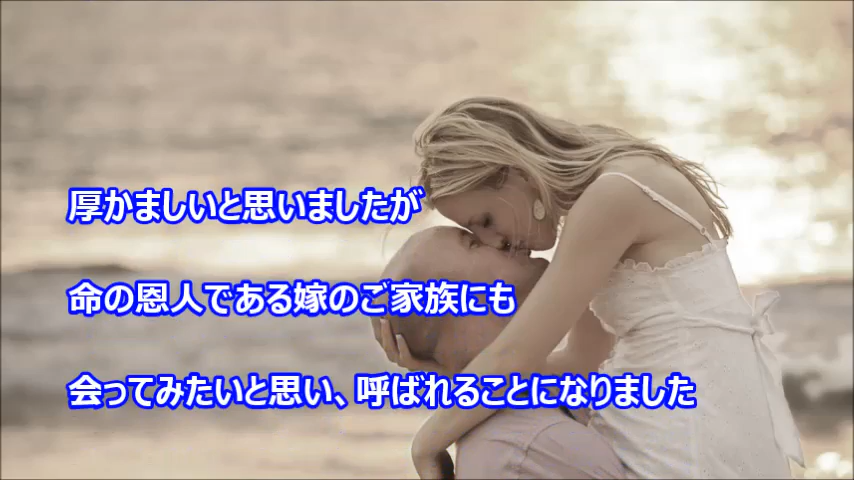 厚かましいと思いましたが
命の恩人である嫁のご家族にも
会ってみたいと思い、呼ばれることになりました